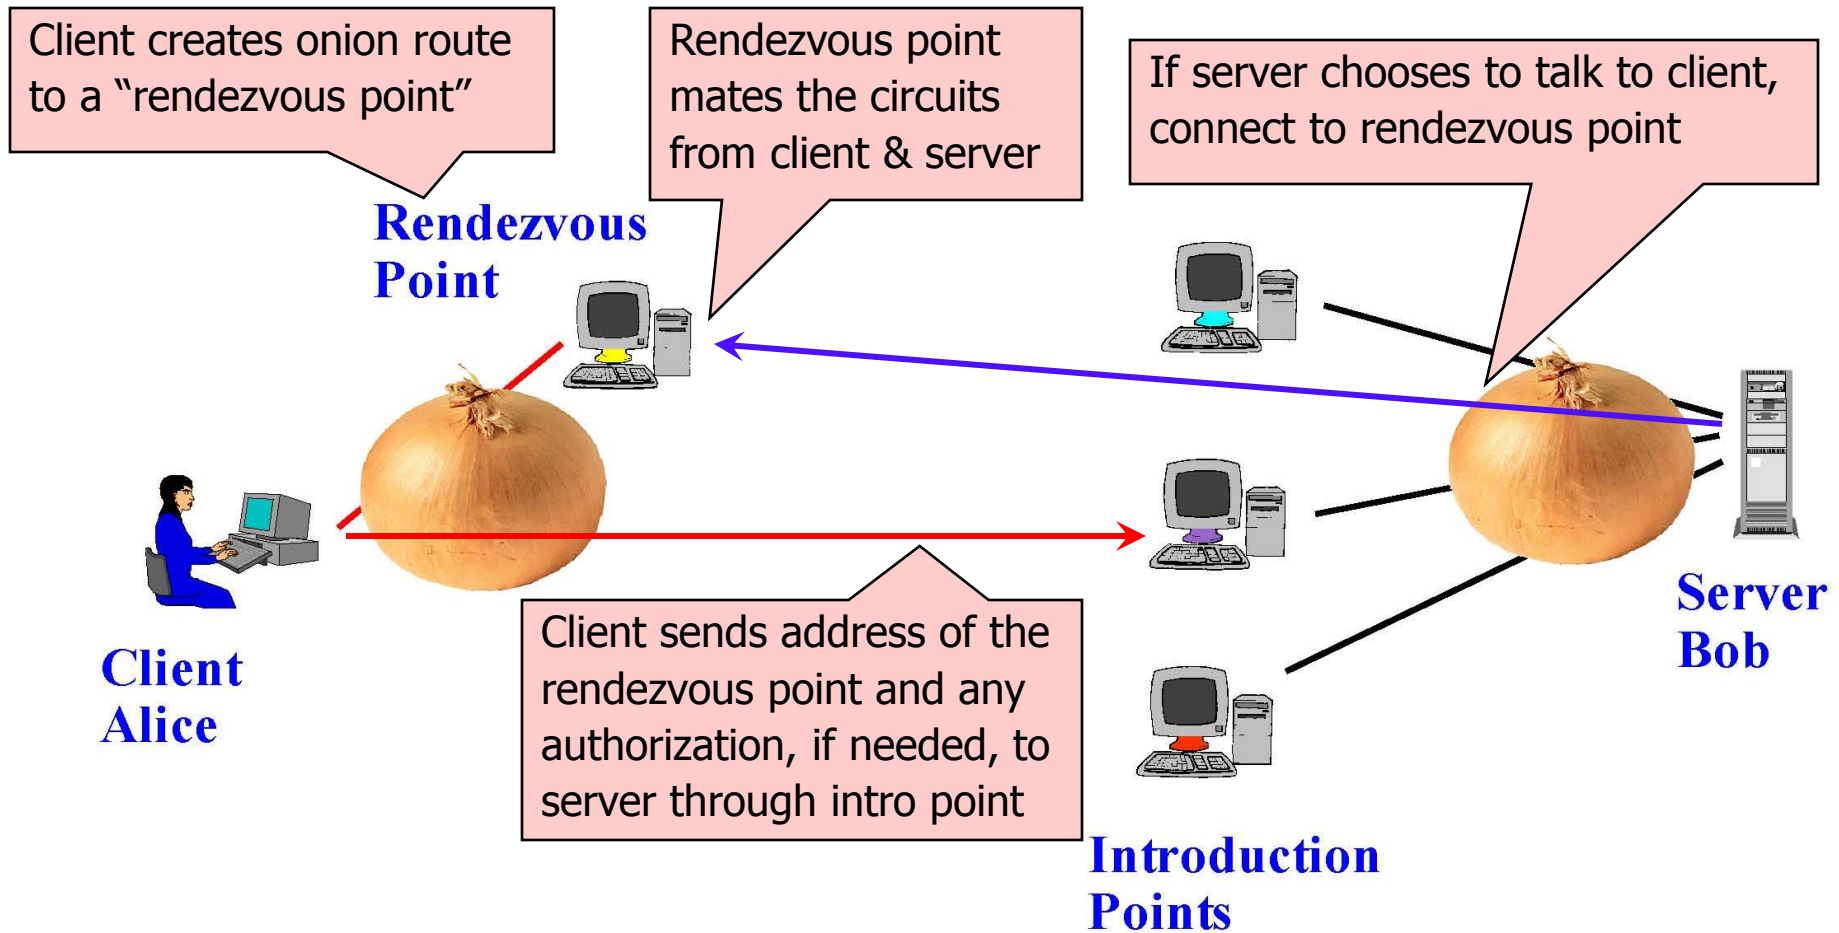 Client creates onion route
to a “rendezvous point”
Rendezvous point
mates the circuits
from client & server
If server chooses to talk to client,
connect to rendezvous point
Rendezvous
Point
Client
Alice
Client sends address of the
rendezvous point and any
authorization, if needed, to
server through intro point
Server
Bob
Introduction
Points